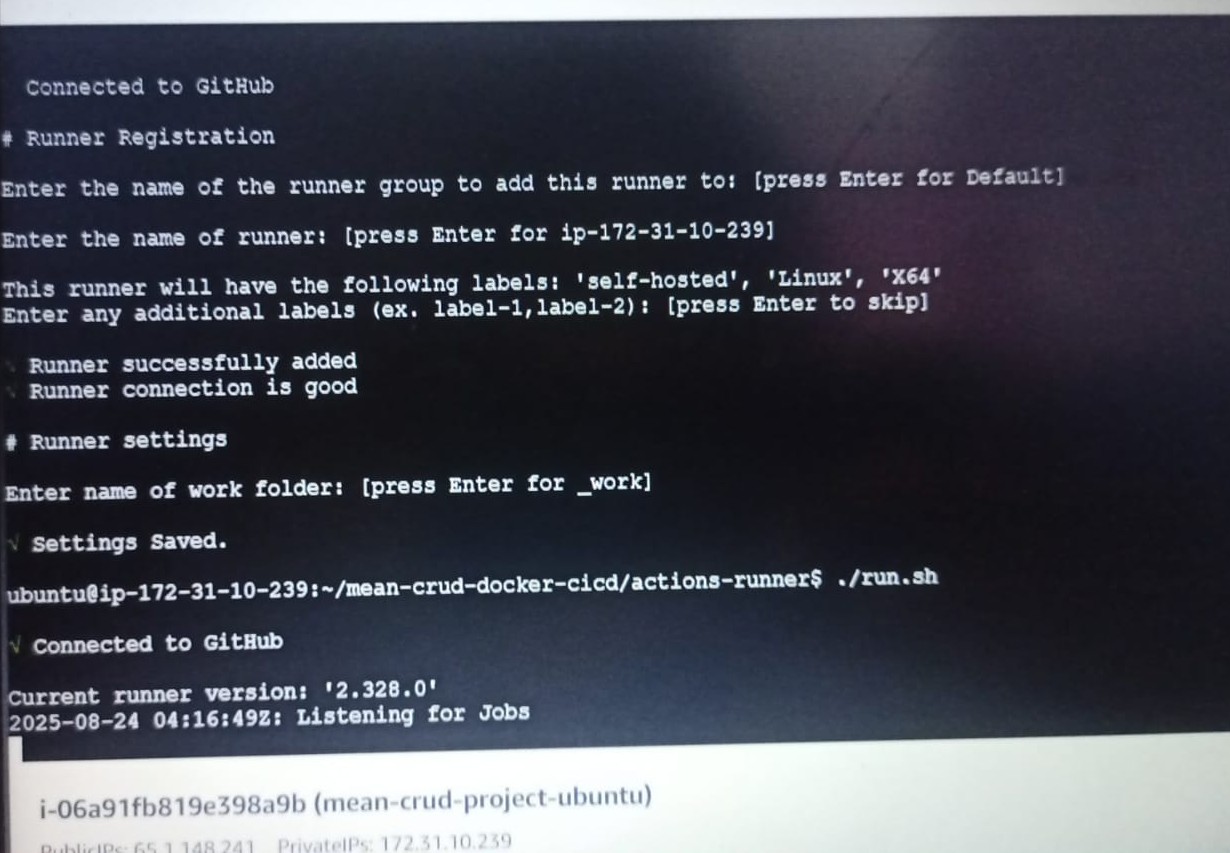 Connected to GitHub
# Runner Registration
Enter the name of the runner group to add this runner to: [press Enter for Default]
Enter the name of runner: [press Enter for ip-172-31-10-239]
This runner will have the following labels: 'self-hosted', 'Linux', 'X64'
Enter any additional labels (ex. label-1,label-2): [press Enter to skip]
√ Runner successfully added
√ Runner connection is good
# Runner settings
Enter name of work folder: [press Enter for _work]
√ Settings Saved.
ubuntu@ip-172-31-10-239:~/mean-crud-docker-cicd/actions-runner$ ./run.sh
√ Connected to GitHub
Current runner version: '2.328.0'
2025-08-24 04:16:49Z: Listening for Jobs
i-06a91fb819e398a9b (mean-crud-project-ubuntu)
PublicIPs: 65.1.148.241 PrivateIPs: 172.31.10.239